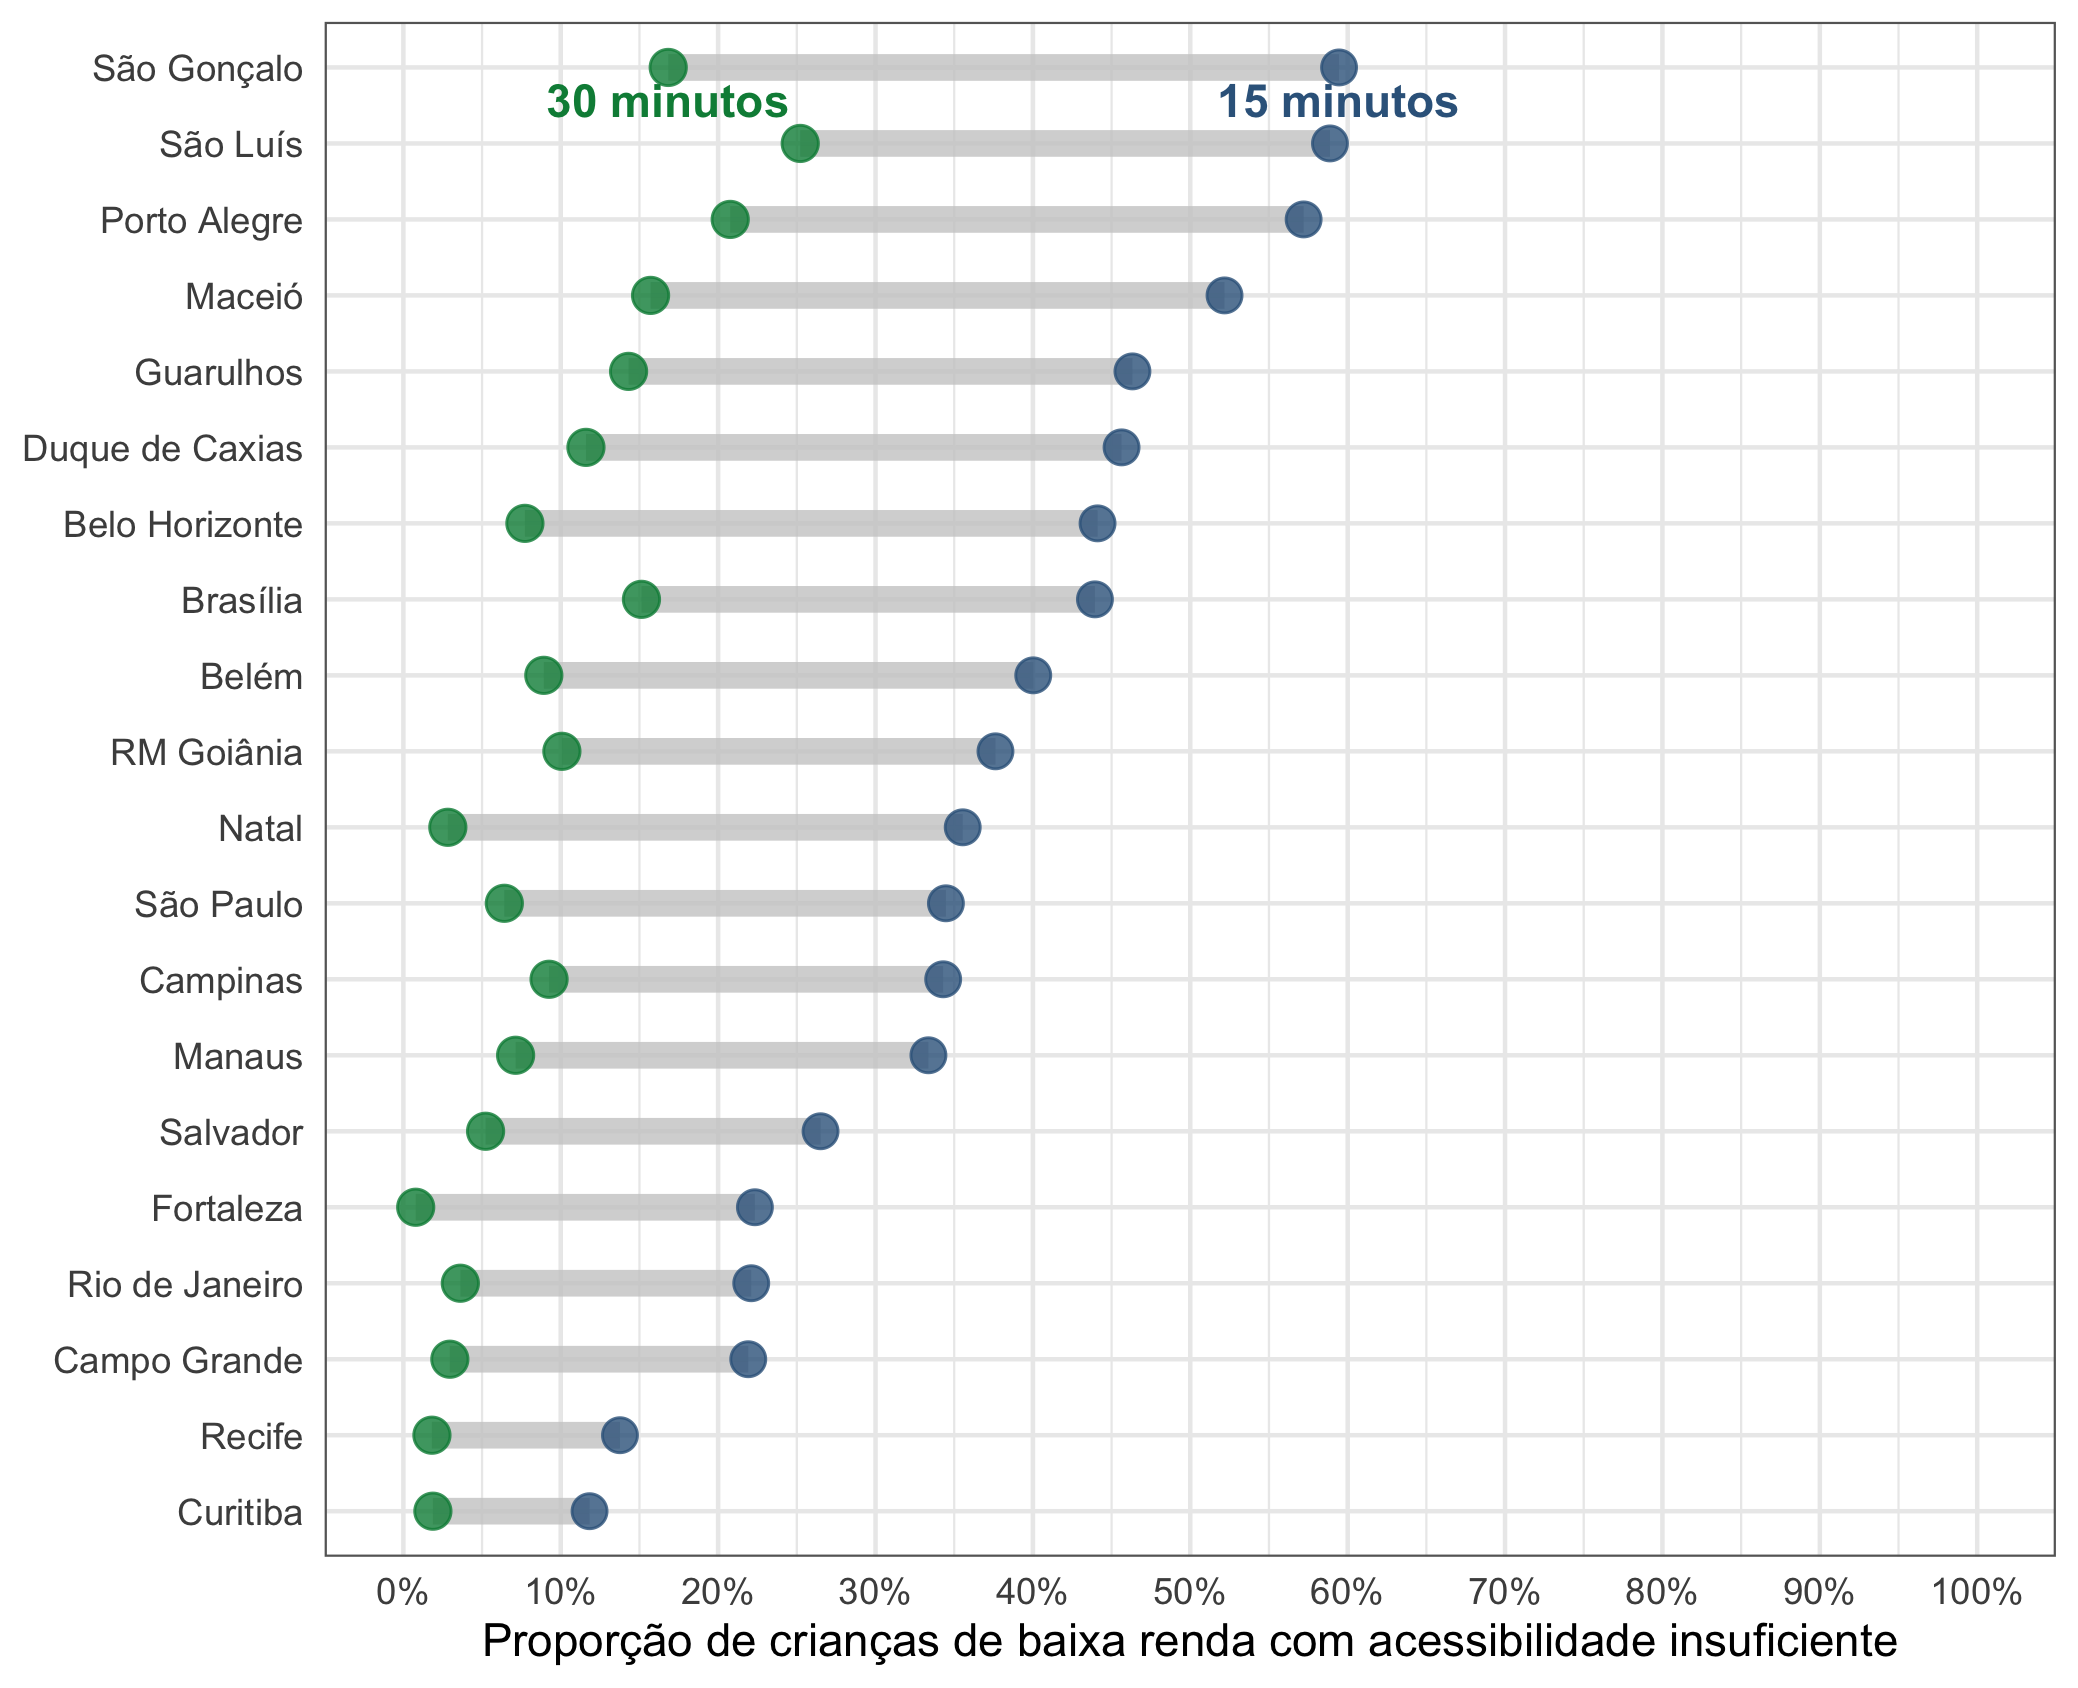 São Gonçalo
30 minutos
15 minutos
São Luís
Porto Alegre
Maceió
Guarulhos
Duque de Caxias
Belo Horizonte
Brasília
Belém
RM Goiânia
Natal
São Paulo
Campinas
Manaus
Salvador
Fortaleza
Rio de Janeiro
Campo Grande
Recife
Curitiba
0% 10% 20% 30% 40% 50% 60% 70% 80% 90% 100%
Proporção de crianças de baixa renda com acessibilidade insuficiente